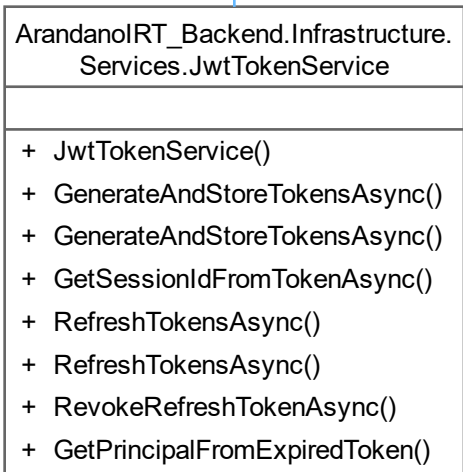 ArandanoIRT_Backend.Infrastructure.
Services.JwtTokenService
+ JwtTokenService()
+ GenerateAndStoreTokensAsync()
+ GenerateAndStoreTokensAsync()
+ GetSessionIdFromTokenAsync()
+ RefreshTokensAsync()
+ RefreshTokensAsync()
+ RevokeRefreshTokenAsync()
+ GetPrincipalFromExpiredToken()